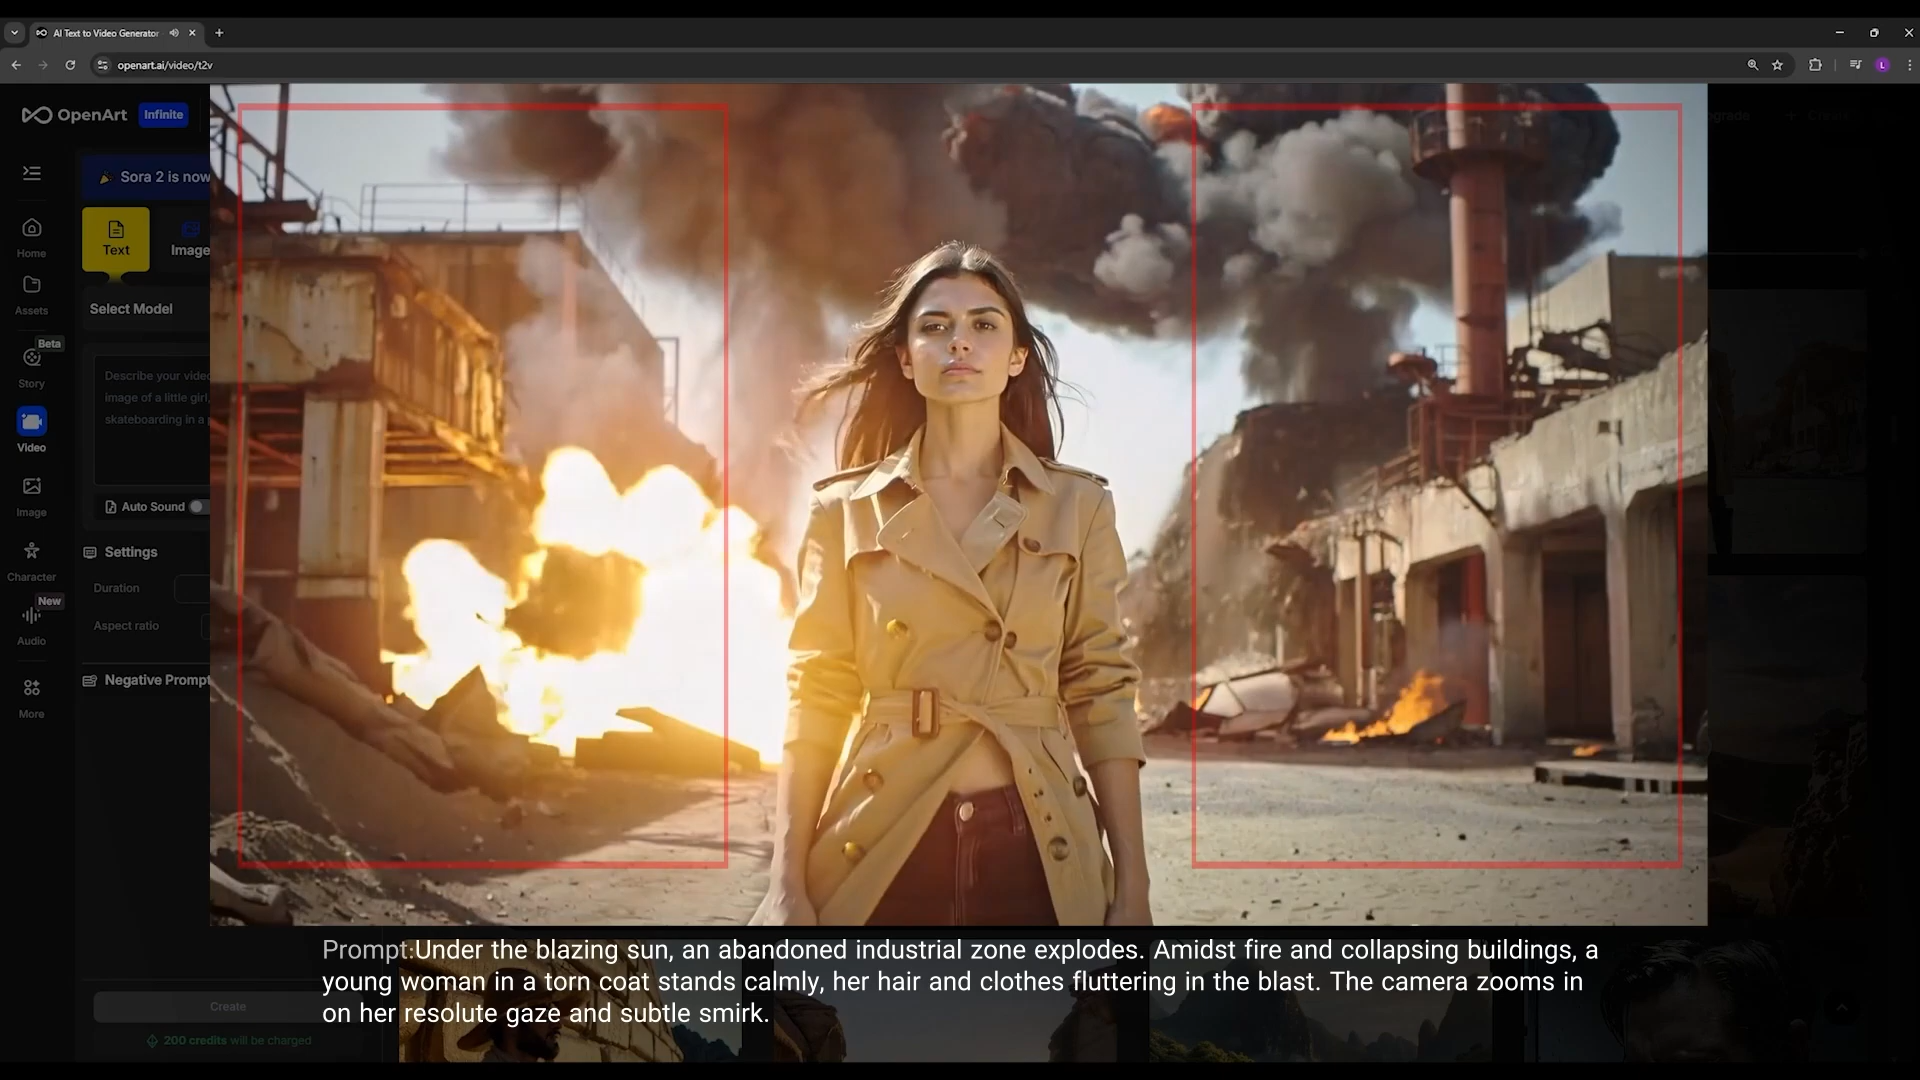 AI Text to Video Generator
openart.ai/video/t2v
L
OpenArt
Infinite
Sora 2 is now
Text
Image
Select Model
Describe your vide
image of a little girl,
skateboarding in a
Auto Sound
Settings
Duration
Aspect ratio
Negative Prompt
Create
200 credits will be charged
Home
Assets
Beta
Story
Video
Image
Character
New
Audio
More
Prompt:Under the blazing sun, an abandoned industrial zone explodes. Amidst fire and collapsing buildings, a
young woman in a torn coat stands calmly, her hair and clothes fluttering in the blast. The camera zooms in
on her resolute gaze and subtle smirk.